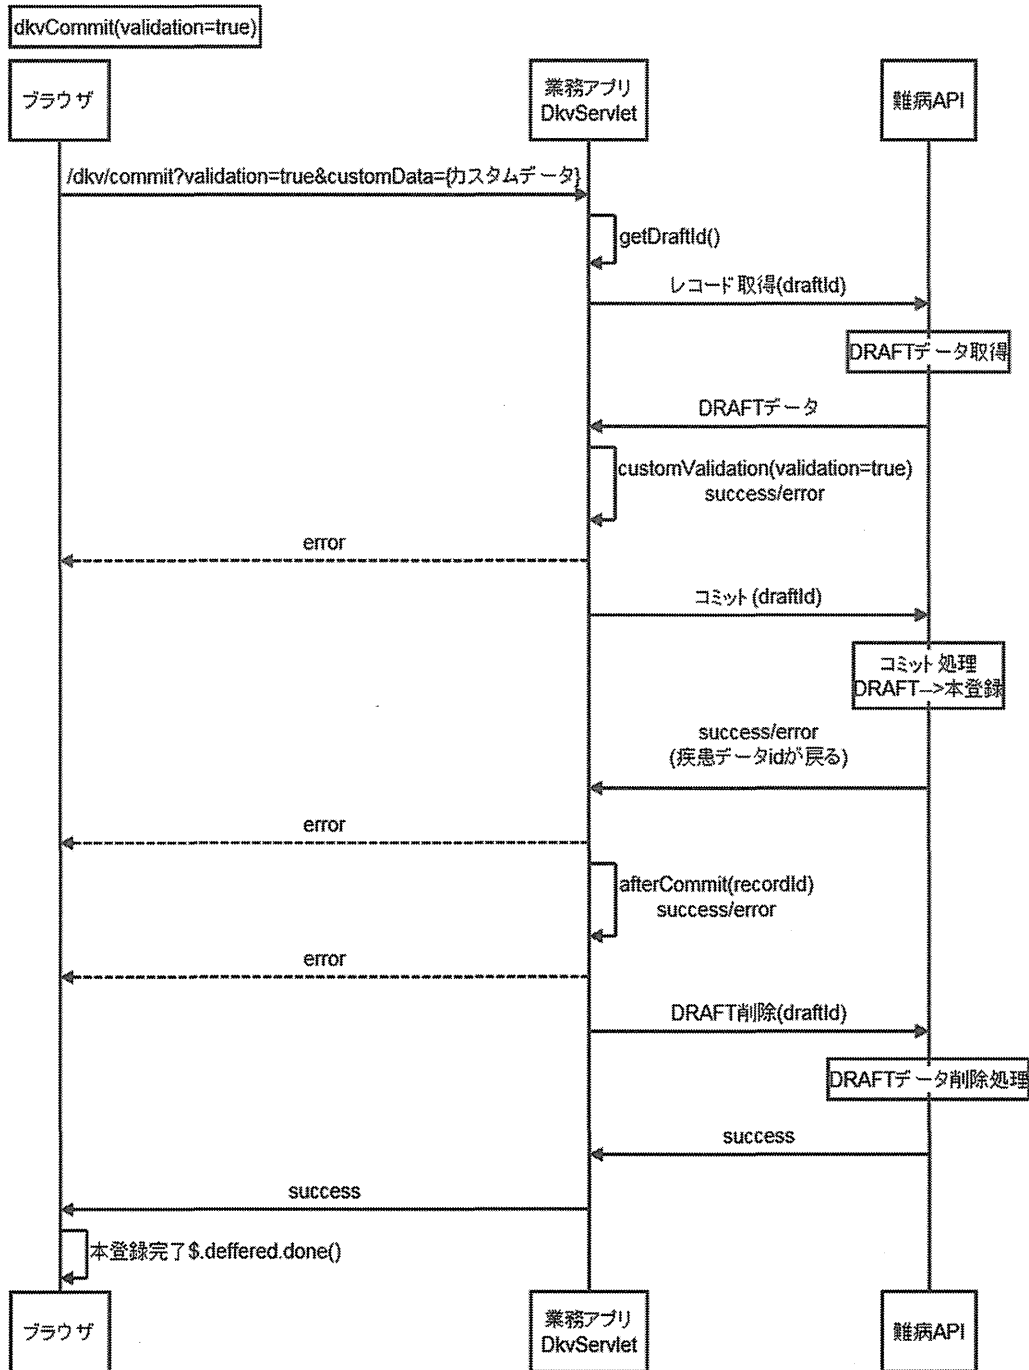 dkvCommit(validation=true)
ブラウザ
業務アプリ
DkvServlet
難病API
/dkv/commit?validation=true&customData={カスタムデータ}
getDraftId()
レコード取得(draftId)
DRAFTデータ取得
DRAFTデータ
customValidation(validation=true)
success/error
error
コミット(draftId)
コミット処理
DRAFT-->本登録
success/error
(疾患データidが戻る)
error
afterCommit(recordId)
success/error
error
DRAFT削除(draftId)
DRAFTデータ削除処理
success
success
本登録完了$.deffered.done()
ブラウザ
業務アプリ
DkvServlet
難病API